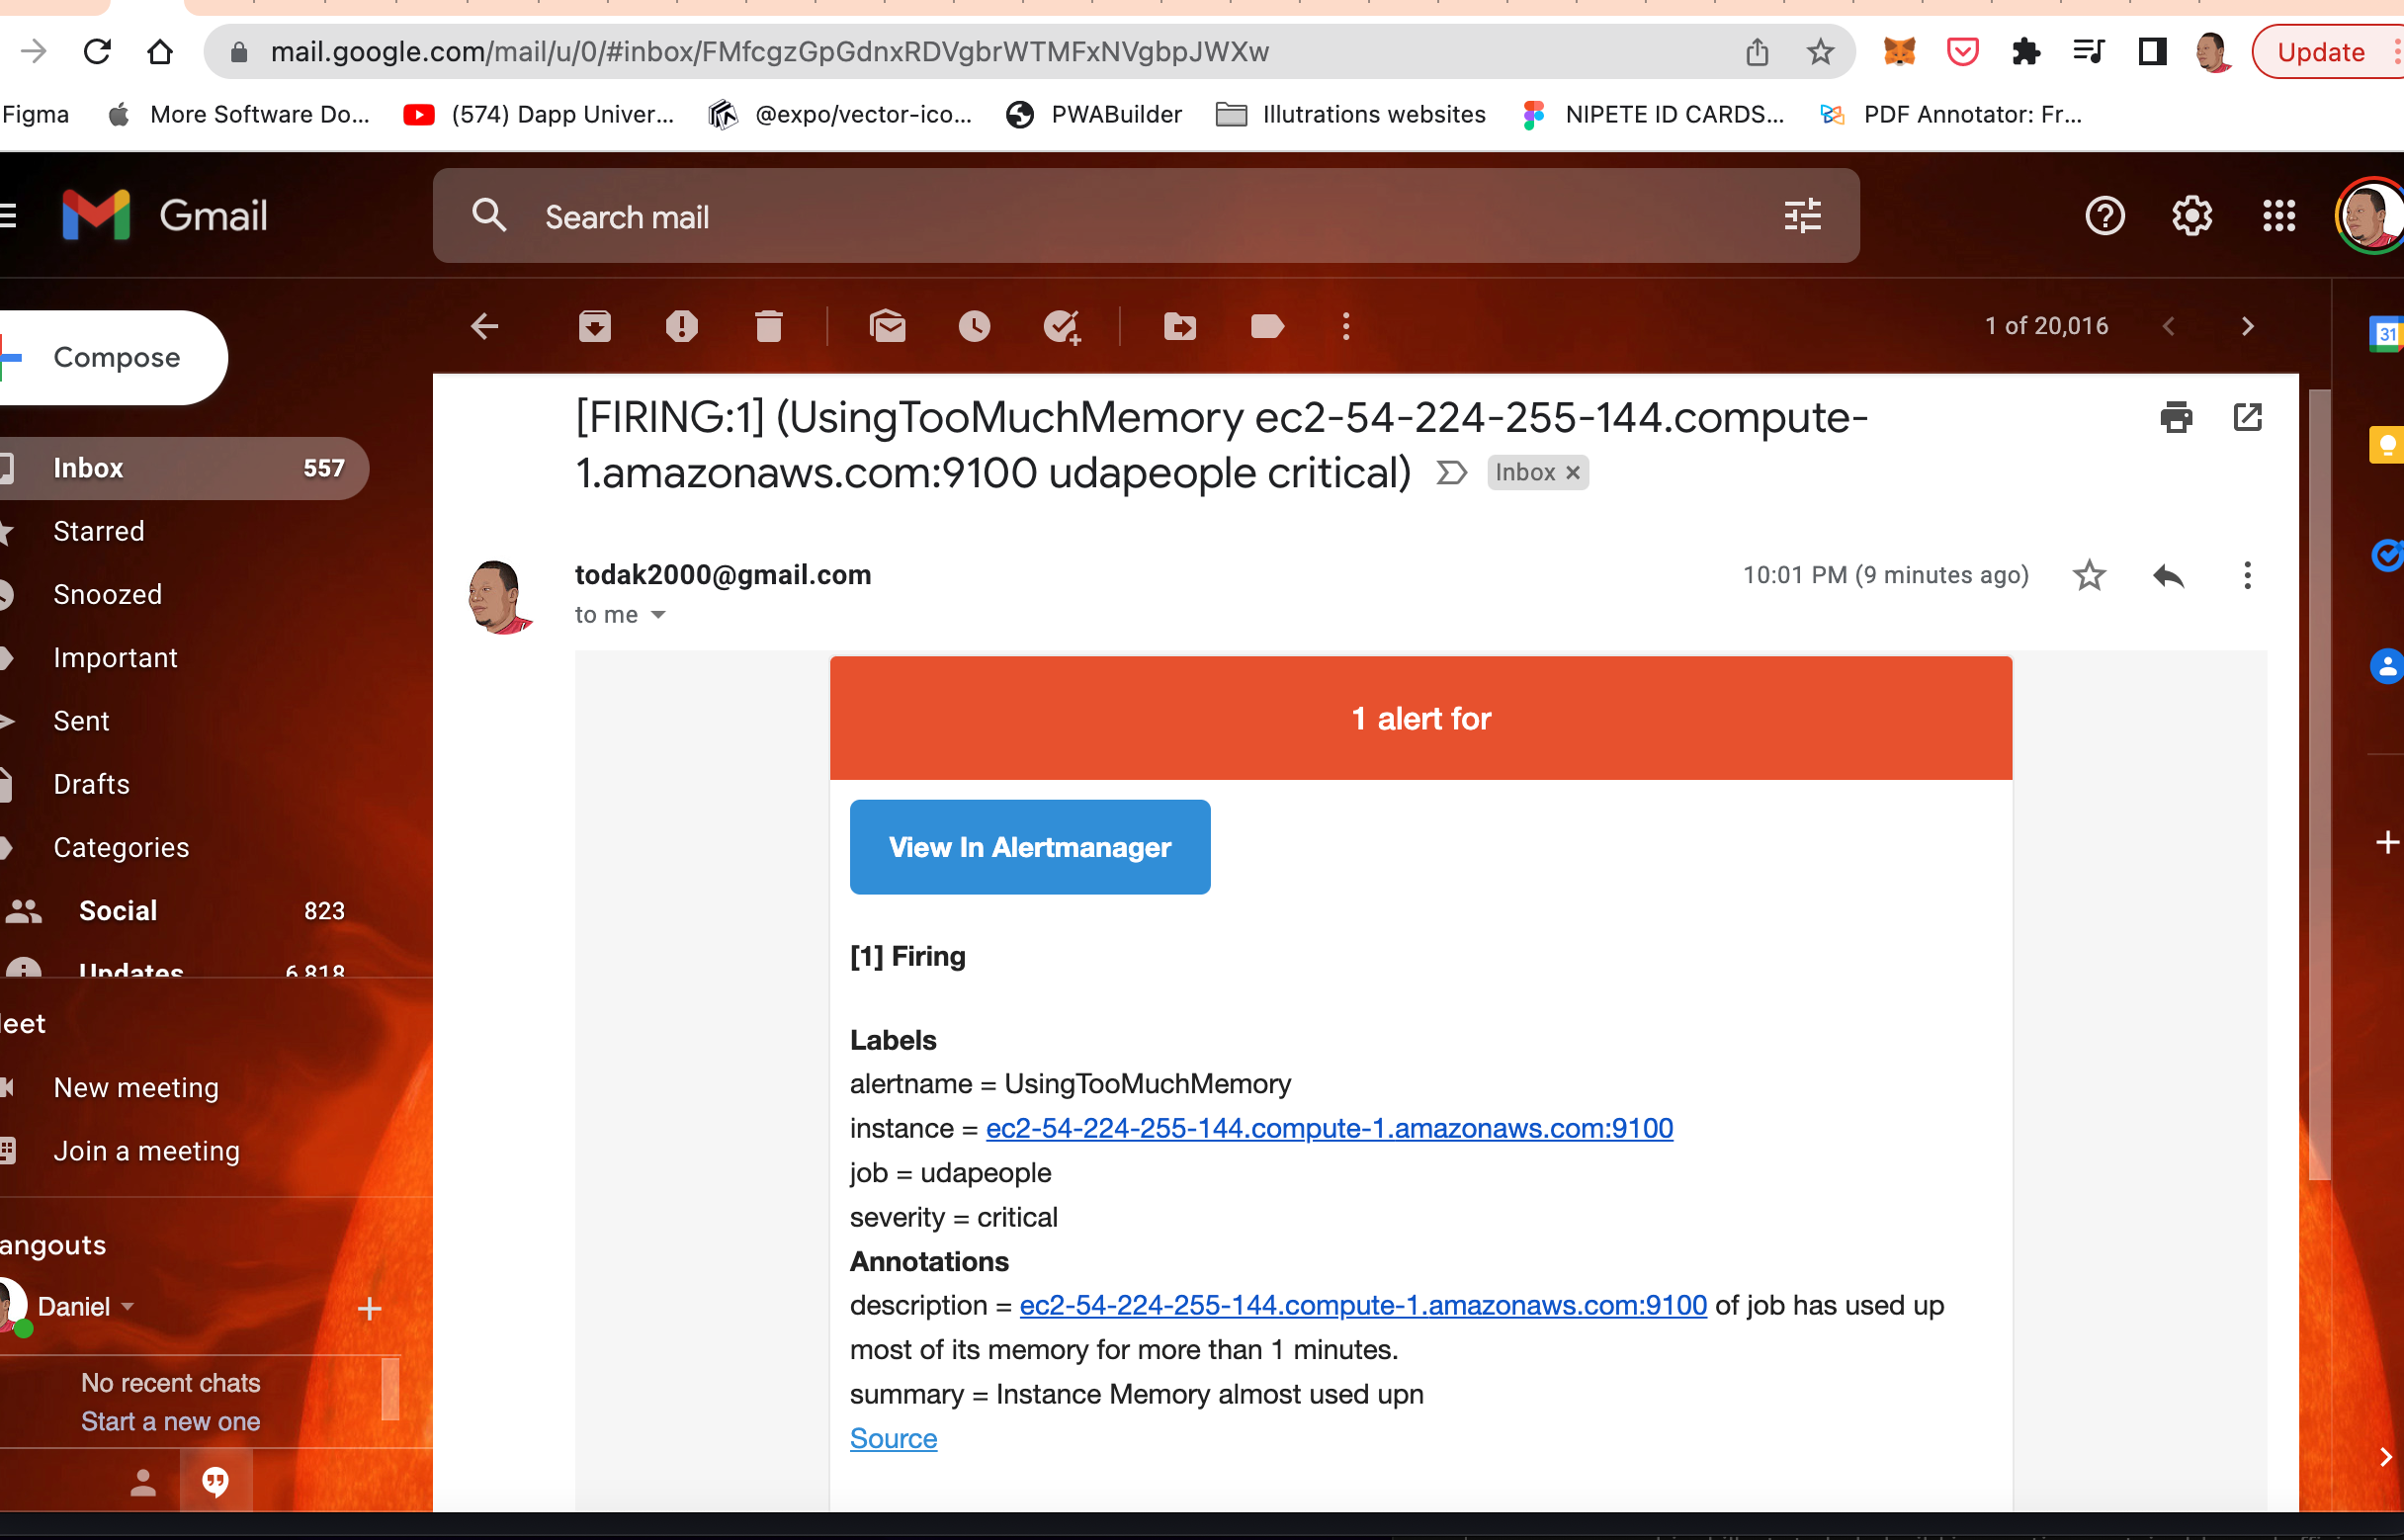 mail.google.com/mail/u/0/#inbox/FMfcgzGpGdnxRDVgbrWTMFxNVgbpJWXw
Update
Figma
More Software Do...
(574) Dapp Univer...
@expo/vector-ico...
PWABuilder
Illutrations websites
NIPETE ID CARDS...
PDF Annotator: Fr...
Gmail
Search mail
Compose
1 of 20,016
31
Inbox 557
Starred
Snoozed
Important
Sent
Drafts
Categories
Social 823
Updates 6,818
eet
New meeting
Join a meeting
angouts
Daniel
No recent chats
Start a new one
[FIRING:1] (UsingTooMuchMemory ec2-54-224-255-144.compute-
1.amazonaws.com:9100 udapeople critical)
Inbox
todak2000@gmail.com
10:01 PM (9 minutes ago)
to me
1 alert for
View In Alertmanager
[1] Firing
Labels
alertname = UsingTooMuchMemory
instance = ec2-54-224-255-144.compute-1.amazonaws.com:9100
job = udapeople
severity = critical
Annotations
description = ec2-54-224-255-144.compute-1.amazonaws.com:9100 of job has used up
most of its memory for more than 1 minutes.
summary = Instance Memory almost used upn
Source